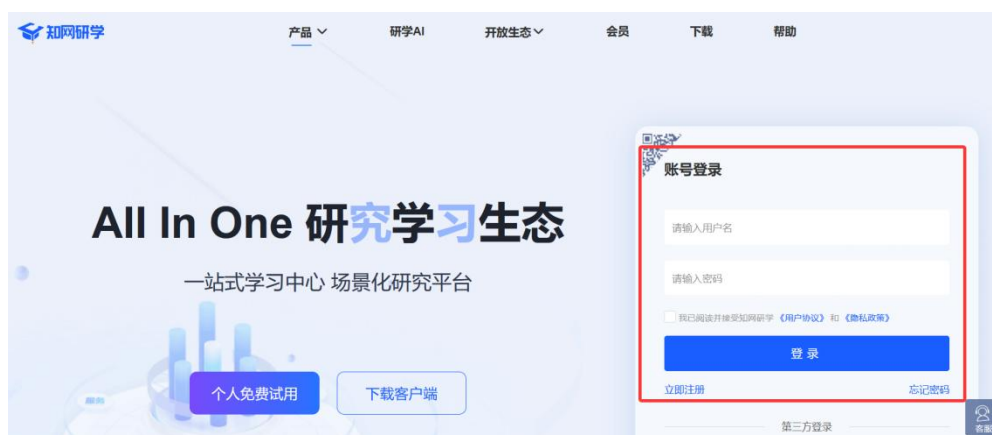 知网研学
产品
研学AI
开放生态
会员
下载
帮助
账号登录
All In One 研究学习生态
一站式学习中心 场景化研究平台
请输入用户名
请输入密码
我已阅读并接受知网研学《用户协议》和《隐私政策》
登 录
个人免费试用
下载客户端
立即注册
忘记密码
第三方登录
客服